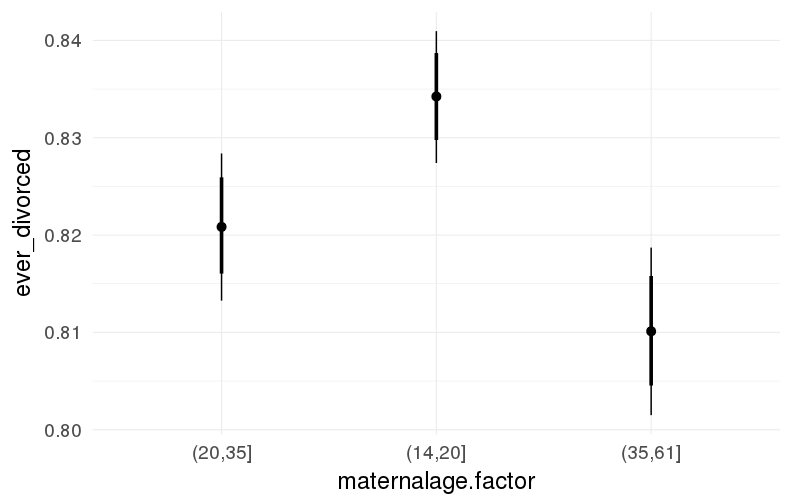 0.84
0.83
0.82
0.81
0.80
ever_divorced
(20,35] (14,20] (35,61]
maternalage.factor